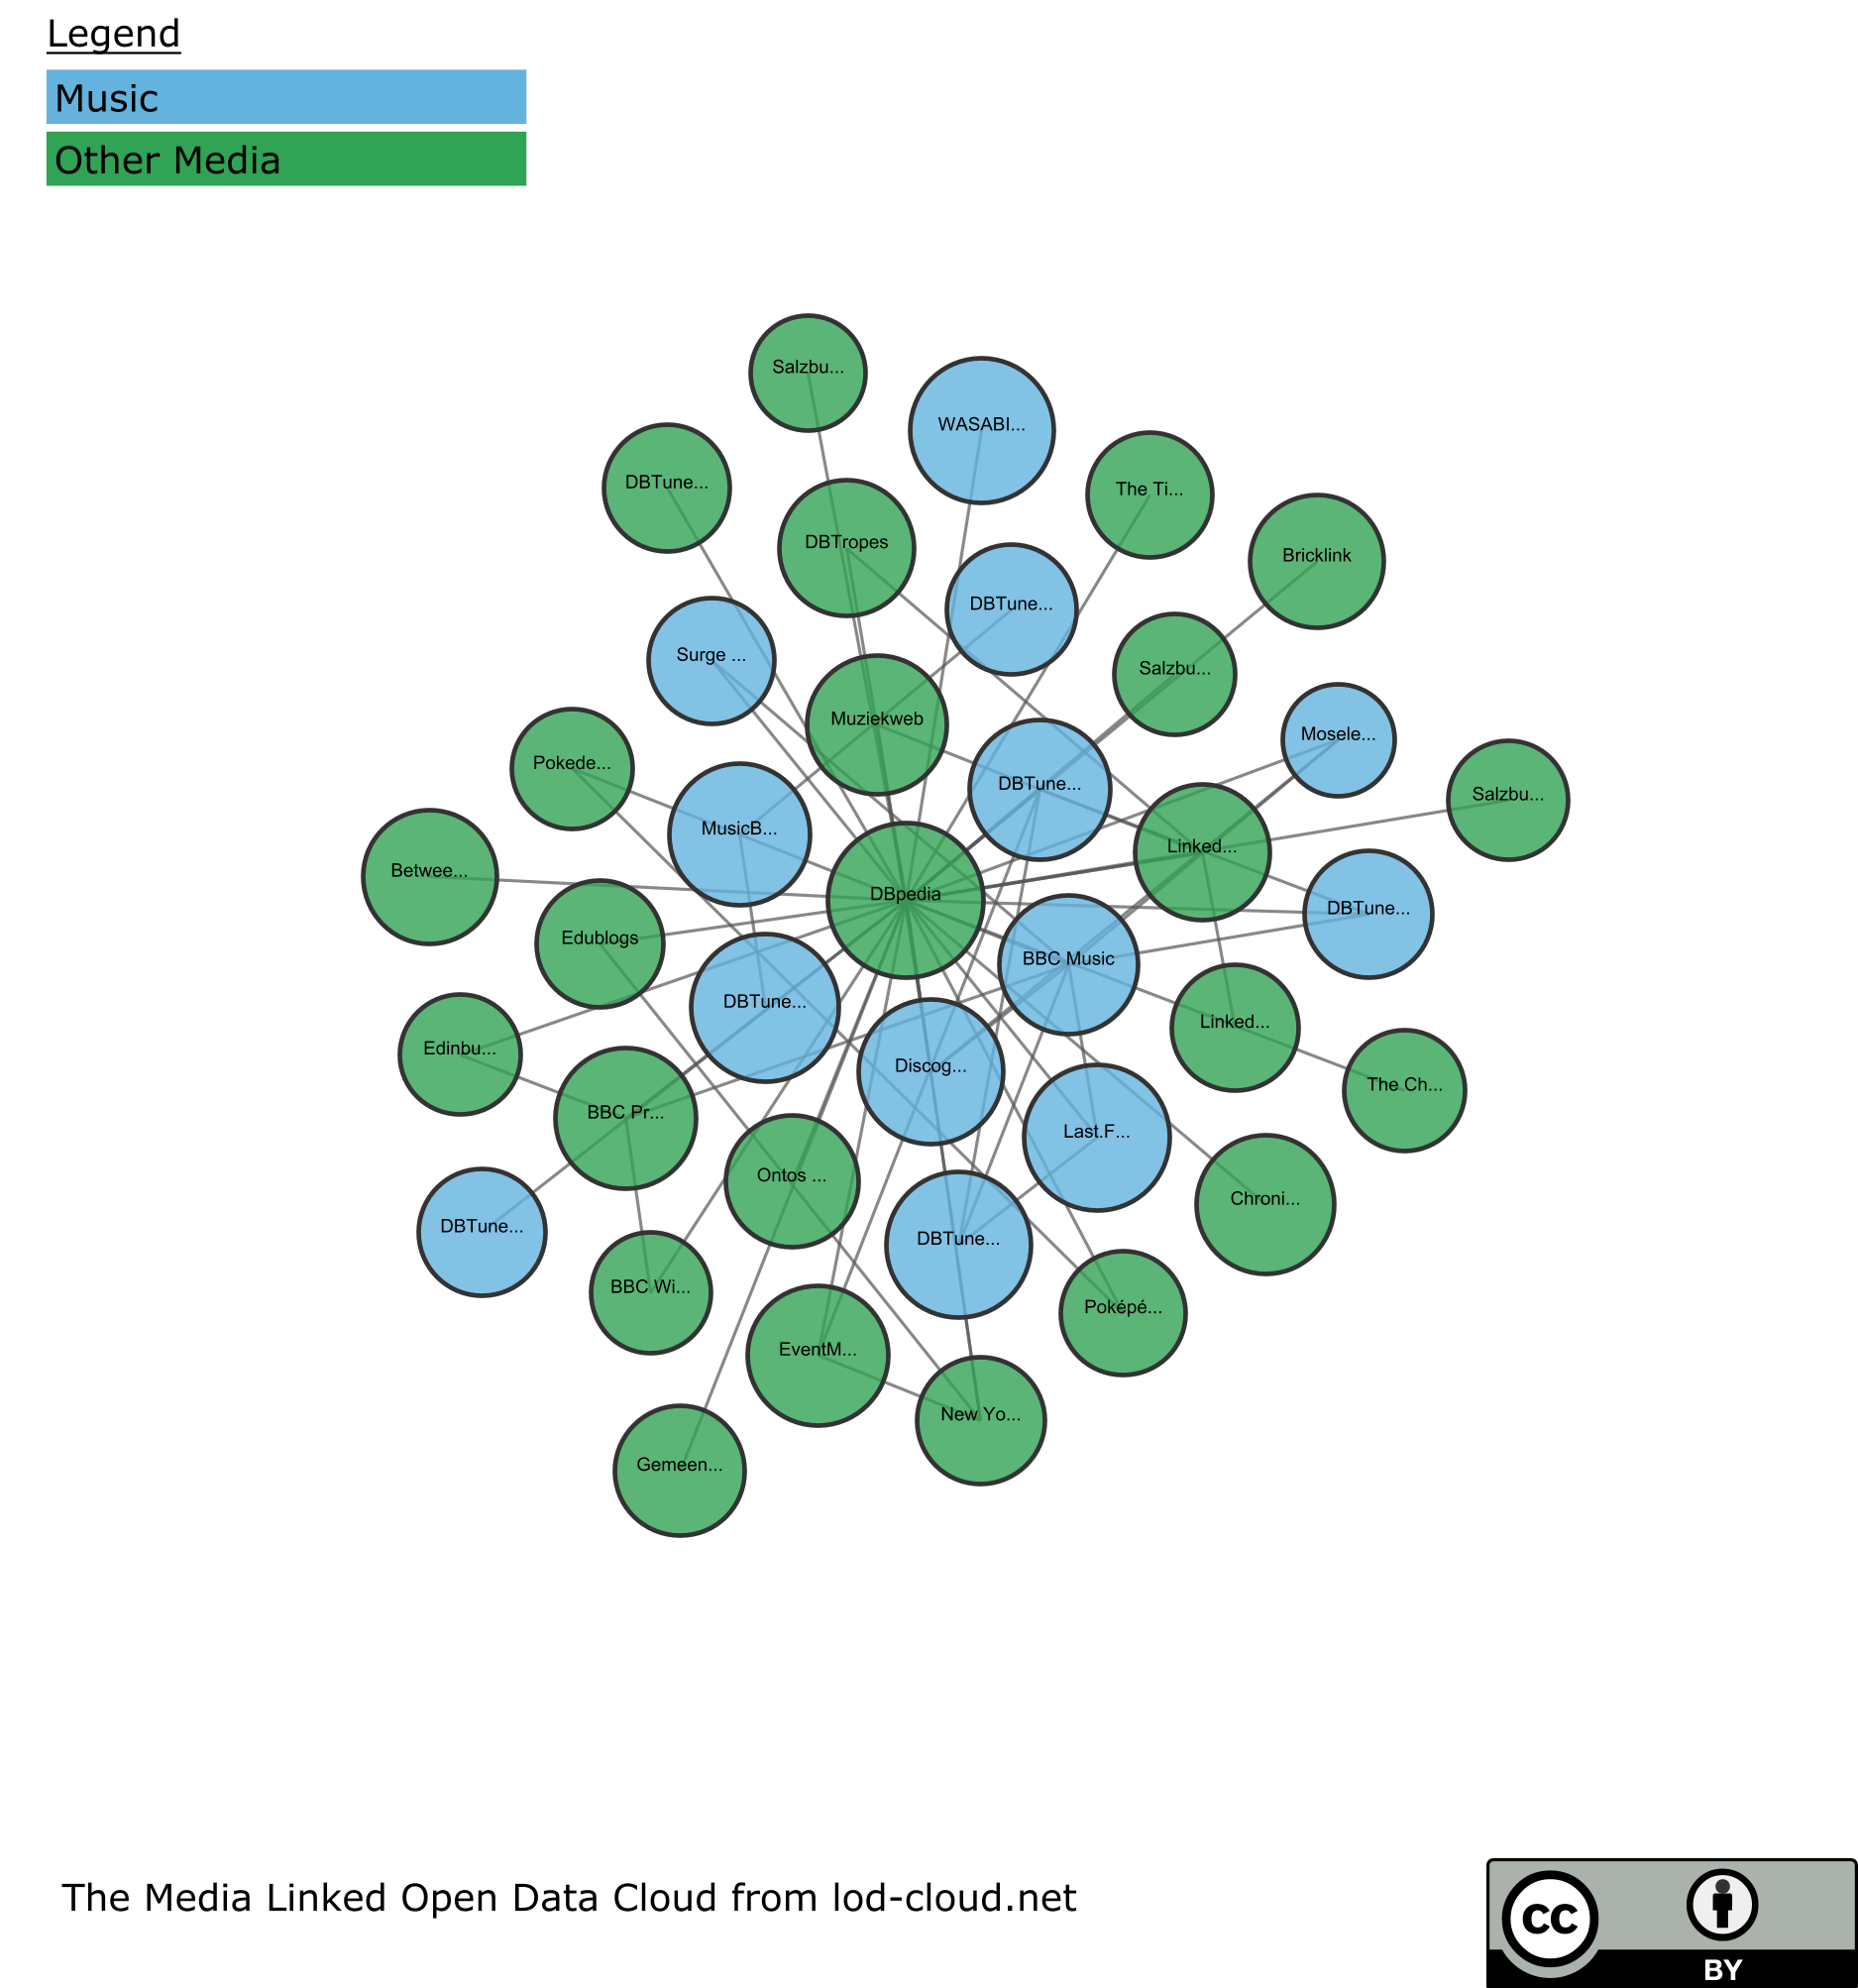 Legend
Music
Other Media
Salzbu...
WASABI...
DBTune...
The Ti...
DBTropes
Bricklink
DBTune...
Surge ...
Salzbu...
Muziekweb
Mosele...
Pokede...
DBTune...
Salzbu...
MusicB...
Linked...
Betwee...
DBpedia
DBTune...
Edublogs
BBC Music
DBTune...
Linked...
Edinbu...
Discog...
The Ch...
BBC Pr...
Last.F...
Ontos ...
Chroni...
DBTune...
DBTune...
BBC Wi...
Poképé...
EventM...
New Yo...
Gemeen...
The Media Linked Open Data Cloud from lod-cloud.net
cc
BY